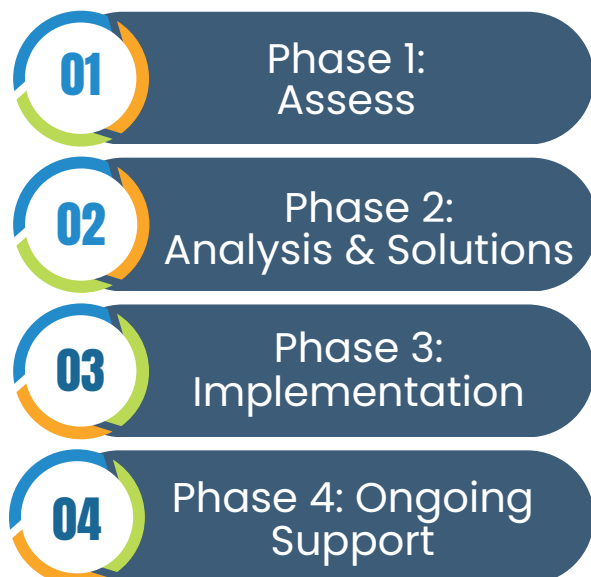 01
Phase 1:
Assess
02
Phase 2:
Analysis & Solutions
03
Phase 3:
Implementation
04
Phase 4: Ongoing
Support